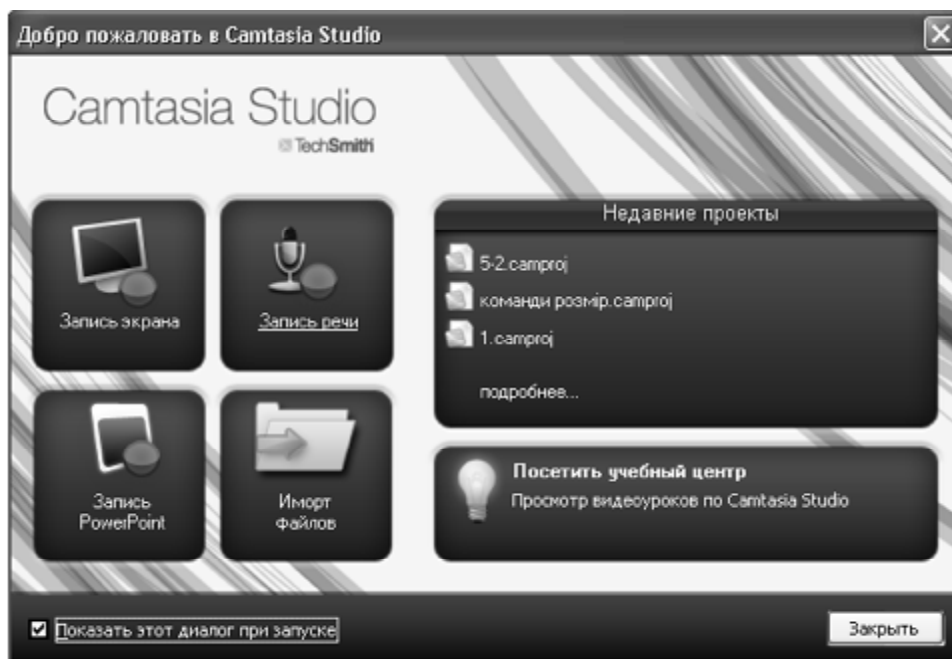 Добро пожаловать в Camtasia Studio
Camtasia Studio
TechSmith
Запись экрана
Запись речи
Запись
PowerPoint
Иморт
файлов
Недавние проекты
5-2.camproj
команди розмір.camproj
1.camproj
подробнее...
Посетить учебный центр
Просмотр видеоуроков по Camtasia Studio
Показать этот диалог при запуске
Закрыть